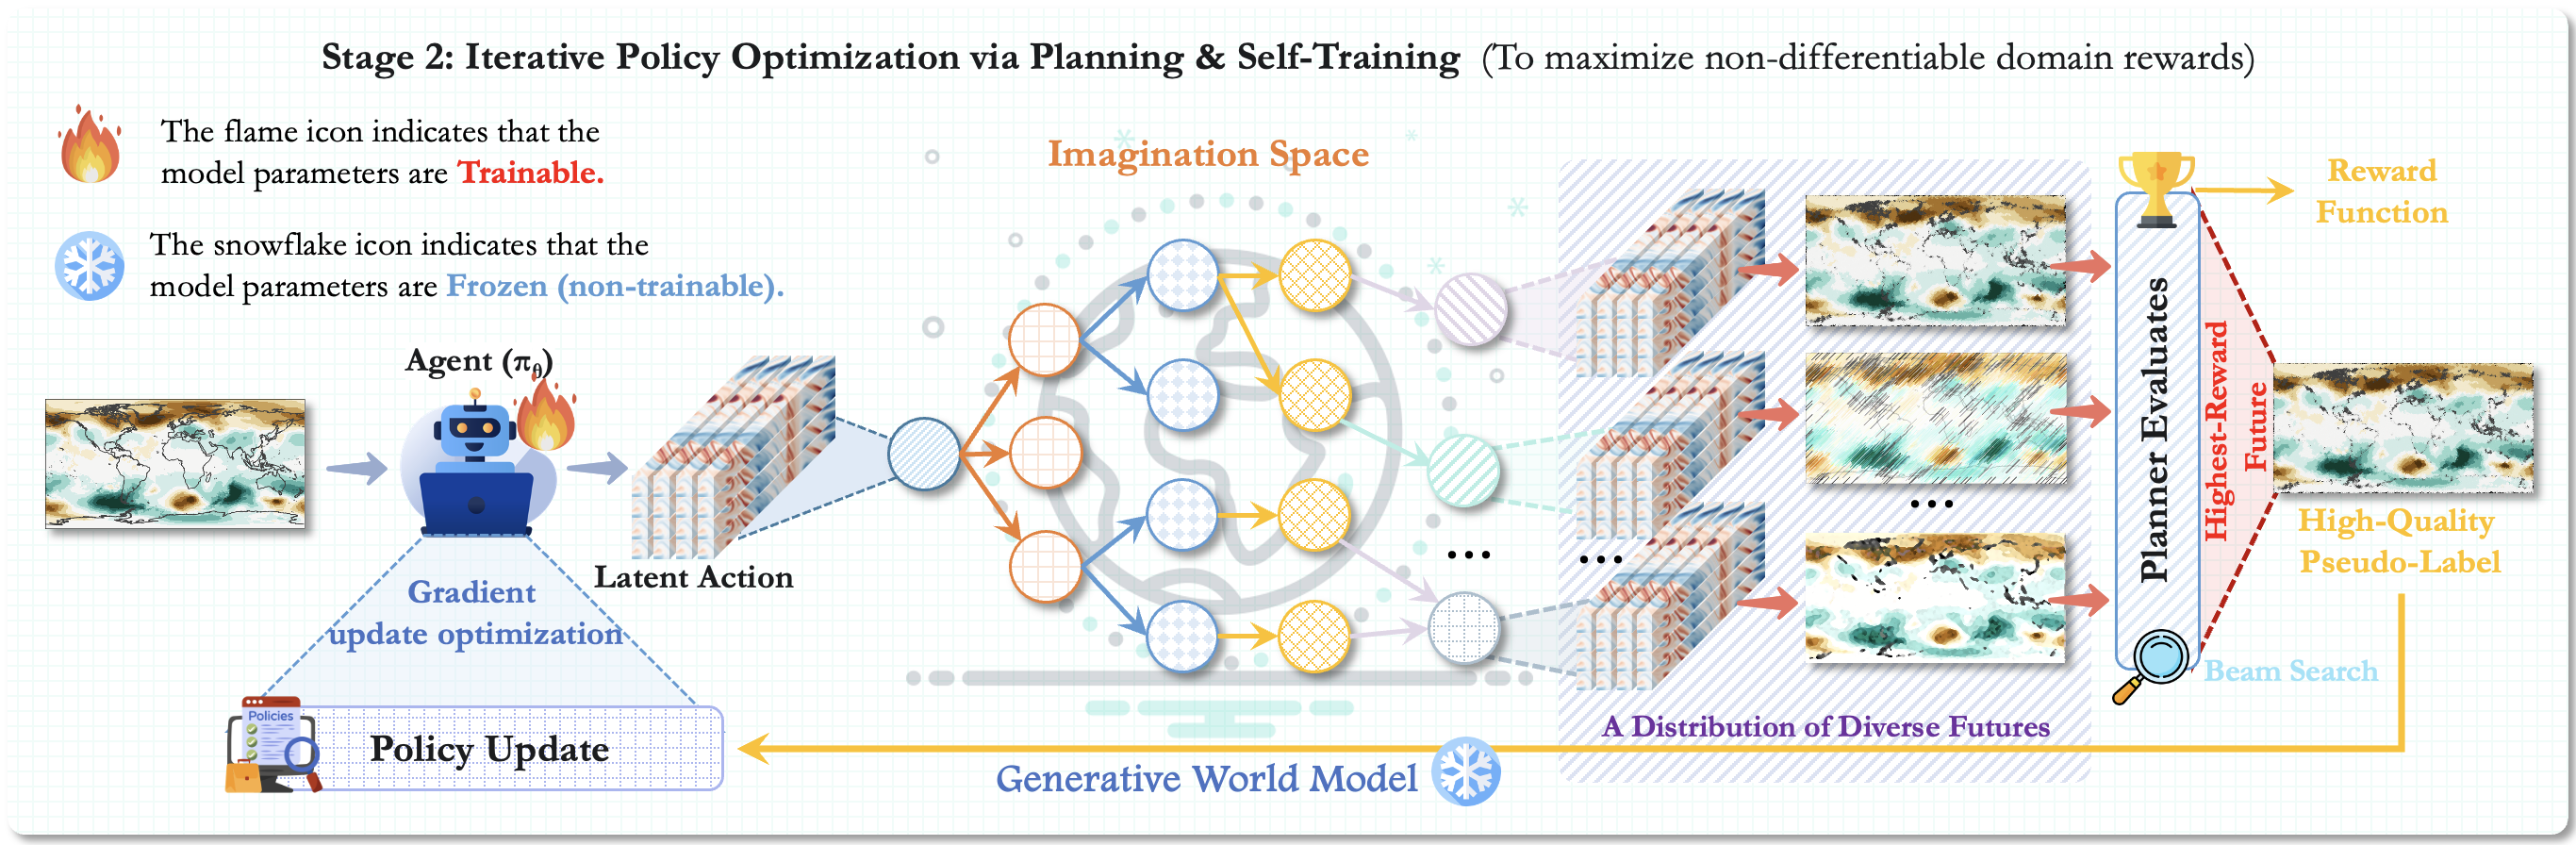 Stage 2: Iterative Policy Optimization via Planning & Self-Training (To maximize non-differentiable domain rewards)
The flame icon indicates that the
model parameters are Trainable.
The snowflake icon indicates that the
model parameters are Frozen (non-trainable).
Agent (πθ)
Latent Action
Gradient
update optimization
Policies
Policy Update
Imagination Space
...
...
...
A Distribution of Diverse Futures
Generative World Model
Planner Evaluates
Reward
Function
Highest-Reward
Future
High-Quality
Pseudo-Label
Beam Search